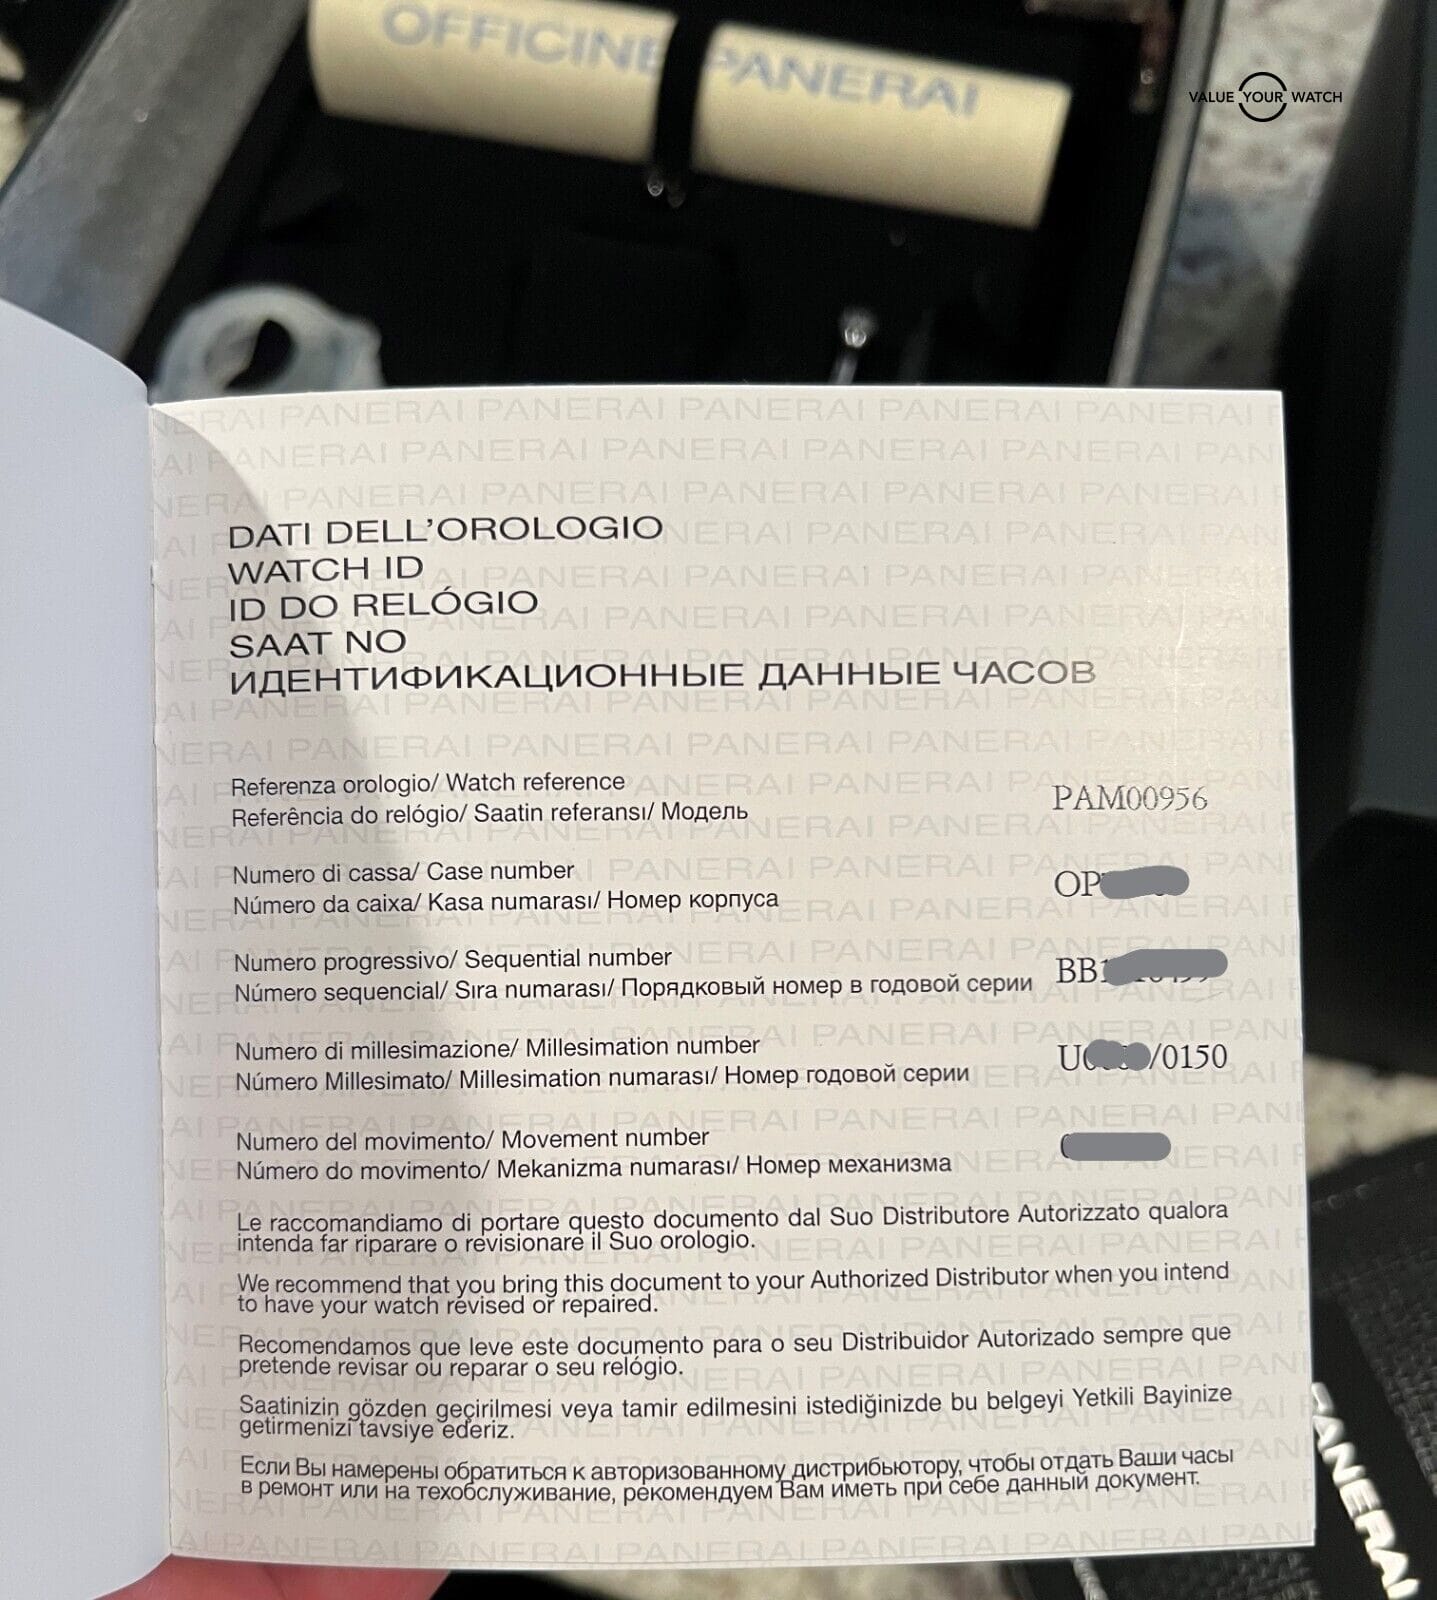 OFFICINE PANERAI
VALUE YOUR WATCH
PANERAI PANERAI PANERAI PANERAI PANERAI
DATI DELL'OROLOGIO
WATCH ID
ID DO RELÓGIO
SAAT NO
ИДЕНТИФИКАЦИОННЫЕ ДАННЫЕ ЧАСОВ
Referenza orologio/ Watch reference
Referência do relógio/ Saatin referansı/ Модель
PAM00956
Numero di cassa/ Case number
Número da caixa/ Kasa numarası/ Номер корпуса
OP
Numero progressivo/ Sequential number
Número sequencial/ Sıra numarası/ Порядковый номер в годовой серии
BB1
Numero di millesimazione/ Millesimation number
Número Millesimato/ Millesimation numarası/ Номер годовой серии
U /0150
Numero del movimento/ Movement number
Número do movimento/ Mekanizma numarası/ Номер механизма
Le raccomandiamo di portare questo documento dal Suo Distributore Autorizzato qualora
intenda far riparare o revisionare il Suo orologio.
We recommend that you bring this document to your Authorized Distributor when you intend
to have your watch revised or repaired.
Recomendamos que leve este documento para o seu Distribuidor Autorizado sempre que
pretende revisar ou reparar o seu relógio.
Saatinizin gözden geçirilmesi veya tamir edilmesini istediğinizde bu belgeyi Yetkili Bayinize
getirmenizi tavsiye ederiz.
Если Вы намерены обратиться к авторизованному дистрибьютору, чтобы отдать Ваши часы
в ремонт или на техобслуживание, рекомендуем Вам иметь при себе данный документ.
PANERAI